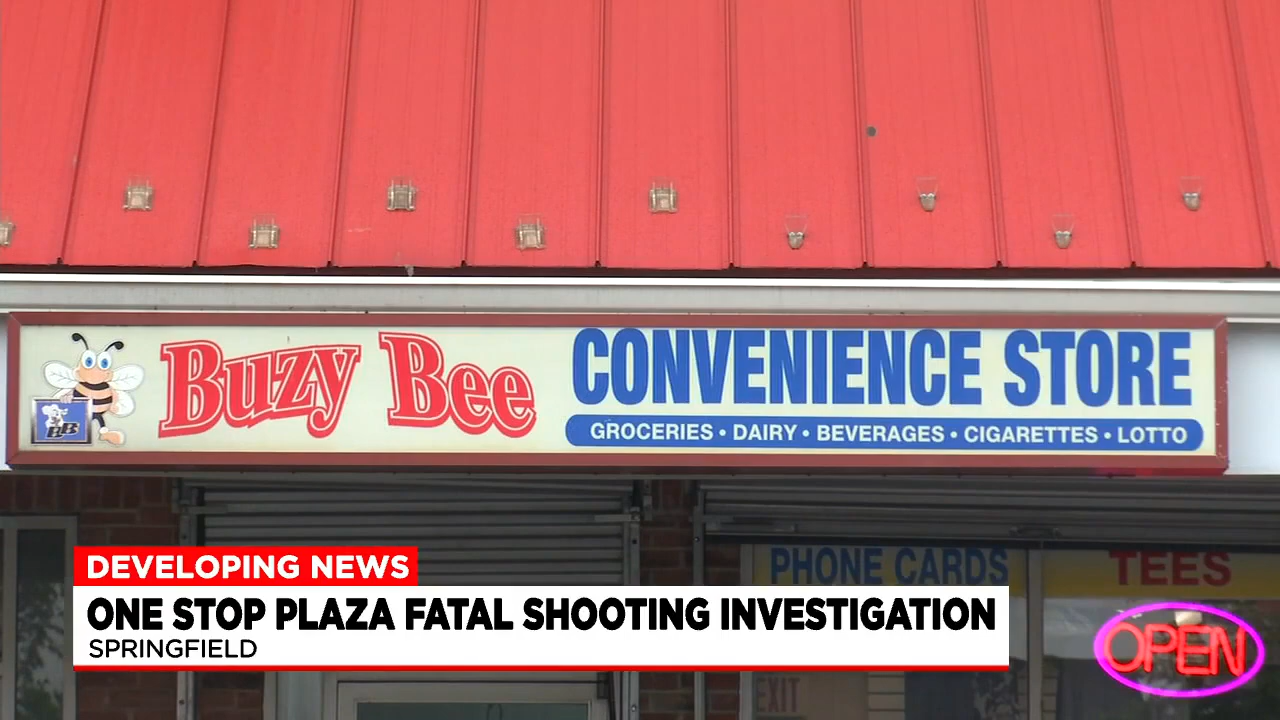 Buzy Bee
CONVENIENCE STORE
GROCERIES • DAIRY • BEVERAGES • CIGARETTES • LOTTO
BB
PHONE CARDS
TEES
DEVELOPING NEWS
ONE STOP PLAZA FATAL SHOOTING INVESTIGATION
SPRINGFIELD
OPEN
EXIT